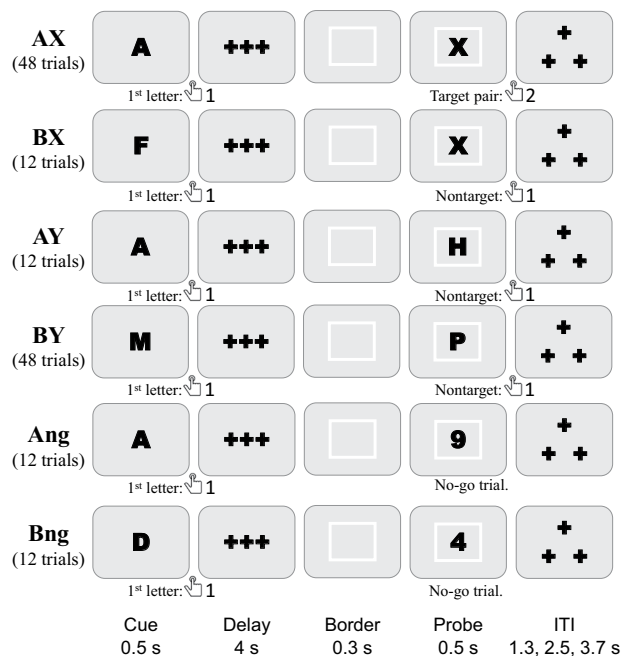 AX
(48 trials)
A
+++
X
+
+ +
1st letter: 1
Target pair: 2
BX
(12 trials)
F
+++
X
+
+ +
1st letter: 1
Nontarget: 1
AY
(12 trials)
A
+++
H
+
+ +
1st letter: 1
Nontarget: 1
BY
(48 trials)
M
+++
P
+
+ +
1st letter: 1
Nontarget: 1
Ang
(12 trials)
A
+++
9
+
+ +
1st letter: 1
No-go trial.
Bng
(12 trials)
D
+++
4
+
+ +
1st letter: 1
No-go trial.
Cue Delay Border Probe ITI
0.5 s 4 s 0.3 s 0.5 s 1.3, 2.5, 3.7 s